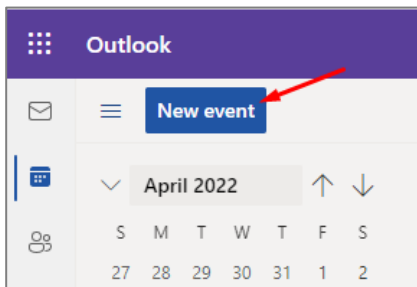 Outlook
New event
April 2022
S M T W T F S
27 28 29 30 31 1 2